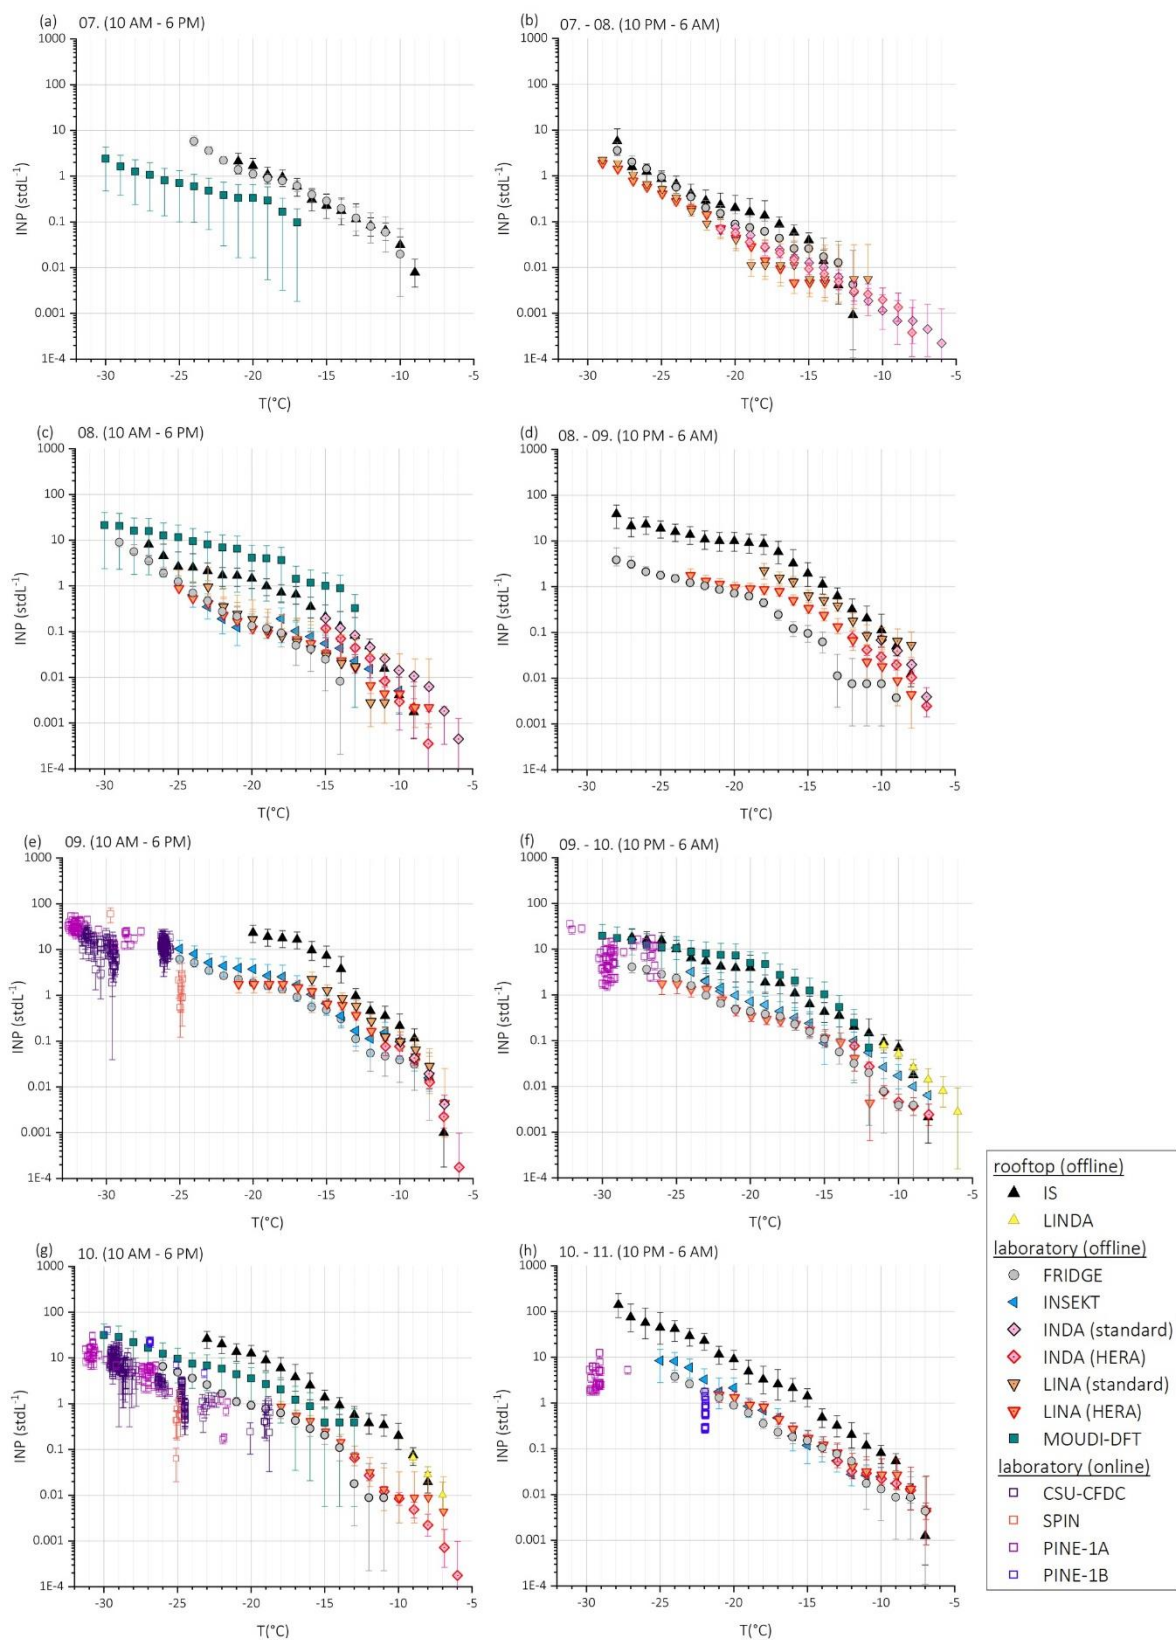 (a) 07. (10 AM - 6 PM)
1000
100
10
1
0.1
0.01
0.001
1E-4
INP (stdL⁻¹)
-30 -25 -20 -15 -10 -5
T(°C)
(b) 07. - 08. (10 PM - 6 AM)
1000
100
10
1
0.1
0.01
0.001
1E-4
INP (stdL⁻¹)
-30 -25 -20 -15 -10 -5
T(°C)
(c) 08. (10 AM - 6 PM)
1000
100
10
1
0.1
0.01
0.001
1E-4
INP (stdL⁻¹)
-30 -25 -20 -15 -10 -5
T(°C)
(d) 08. - 09. (10 PM - 6 AM)
1000
100
10
1
0.1
0.01
0.001
1E-4
INP (stdL⁻¹)
-30 -25 -20 -15 -10 -5
T(°C)
(e) 09. (10 AM - 6 PM)
1000
100
10
1
0.1
0.01
0.001
1E-4
INP (stdL⁻¹)
-30 -25 -20 -15 -10 -5
T(°C)
(f) 09. - 10. (10 PM - 6 AM)
1000
100
10
1
0.1
0.01
0.001
1E-4
INP (stdL⁻¹)
-30 -25 -20 -15 -10 -5
T(°C)
(g) 10. (10 AM - 6 PM)
1000
100
10
1
0.1
0.01
0.001
1E-4
INP (stdL⁻¹)
-30 -25 -20 -15 -10 -5
T(°C)
(h) 10. - 11. (10 PM - 6 AM)
1000
100
10
1
0.1
0.01
0.001
1E-4
INP (stdL⁻¹)
-30 -25 -20 -15 -10 -5
T(°C)
rooftop (offline)
IS
LINDA
laboratory (offline)
FRIDGE
INSEKT
INDA (standard)
INDA (HERA)
LINA (standard)
LINA (HERA)
MOUDI-DFT
laboratory (online)
CSU-CFDC
SPIN
PINE-1A
PINE-1B